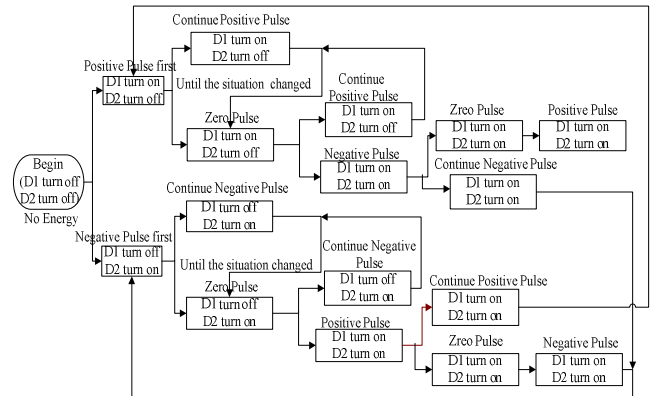 Continue Positive Pulse
D1 turn on
D2 turn off
Positive Pulse first
D1 turn on
D2 turn off
Until the situation changed
Continue
Positive Pulse
D1 turn on
D2 turn off
Zero Pulse
D1 turn on
D2 turn off
Zreo Pulse
D1 turn on
D2 turn on
Positive Pulse
D1 turn on
D2 turn on
Negative Pulse
D1 turn on
D2 turn on
Continue Negative Pulse
D1 turn on
D2 turn on
Begin
(D1 turn off
D2 turn off)
No Energy
Continue Negative Pulse
D1 turn off
D2 turn on
Negative Pulse first
D1 turn off
D2 turn on
Until the situation changed
Continue Negative
Pulse
D1 turn off
D2 turn on
Zero Pulse
D1 turn off
D2 turn on
Continue Positive Pulse
D1 turn on
D2 turn on
Positive Pulse
D1 turn on
D2 turn on
Zreo Pulse
D1 turn on
D2 turn on
Negative Pulse
D1 turn on
D2 turn on